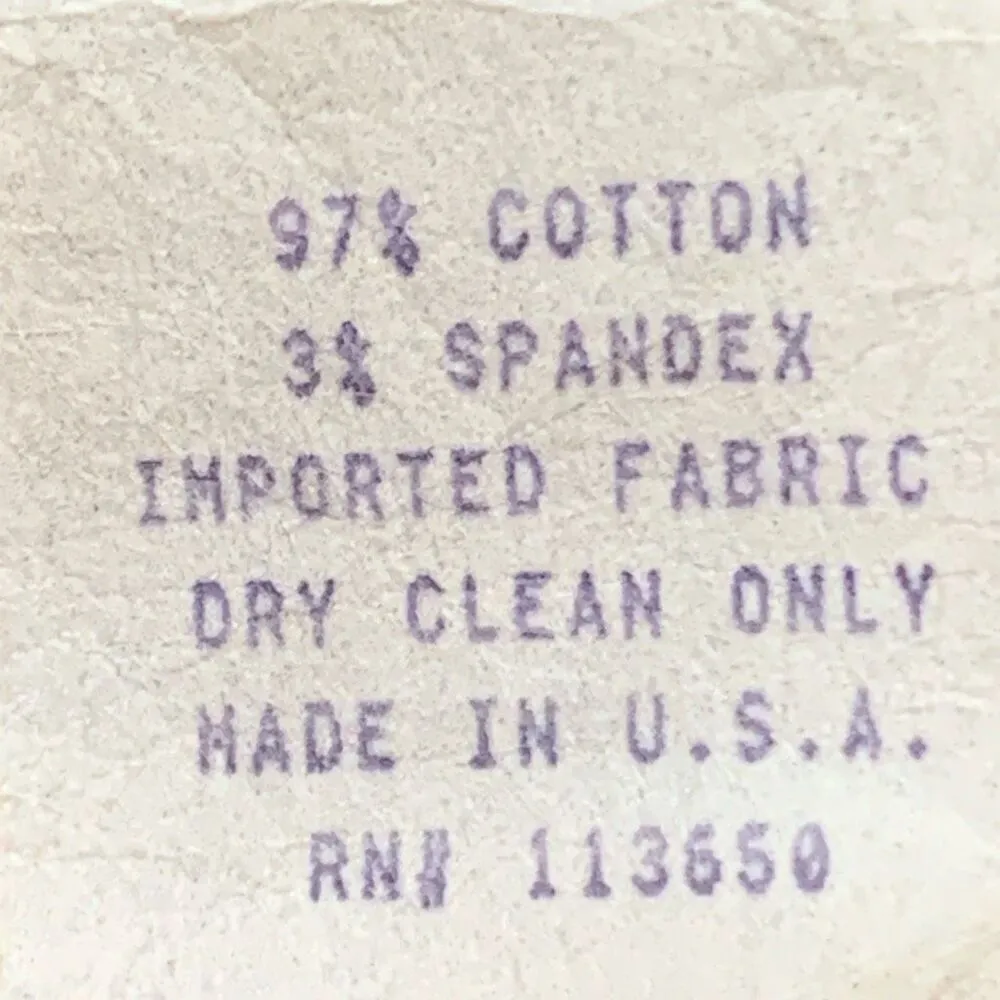 97% COTTON
3% SPANDEX
IMPORTED FABRIC
DRY CLEAN ONLY
MADE IN U.S.A.
RN# 113650